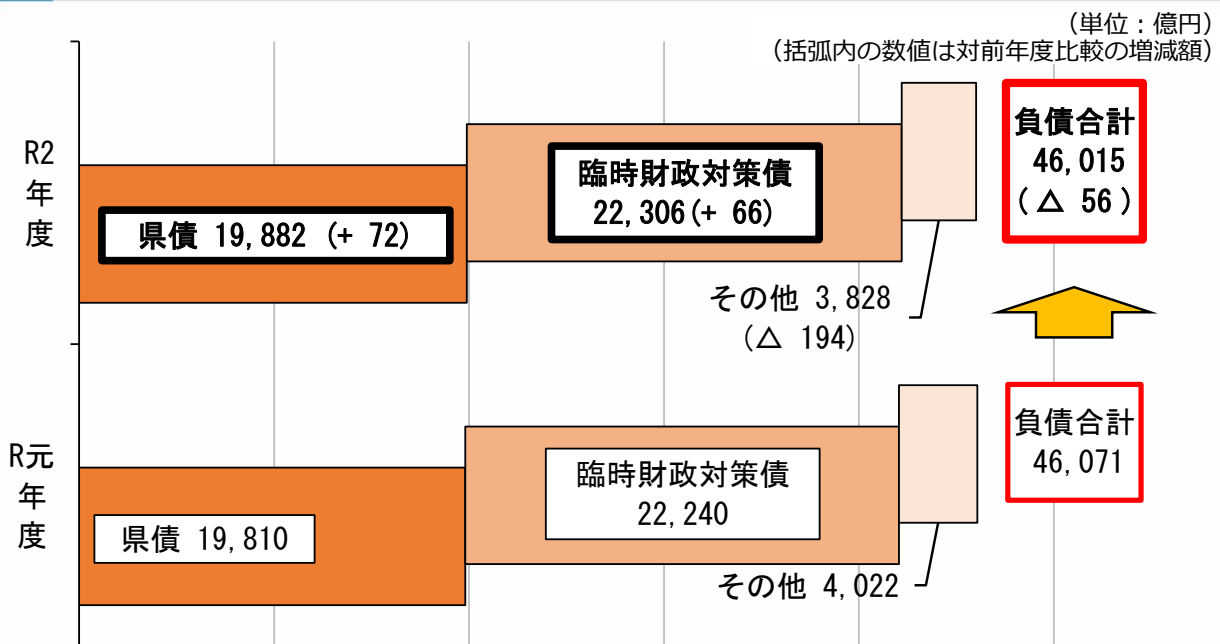 (単位：億円)
(括弧内の数値は対前年度比較の増減額)
R2
年
度
県債 19,882 (+ 72)
臨時財政対策債
22,306(+ 66)
その他 3,828
(△ 194)
負債合計
46,015
(△ 56)
R元
年
度
県債 19,810
臨時財政対策債
22,240
その他 4,022
負債合計
46,071